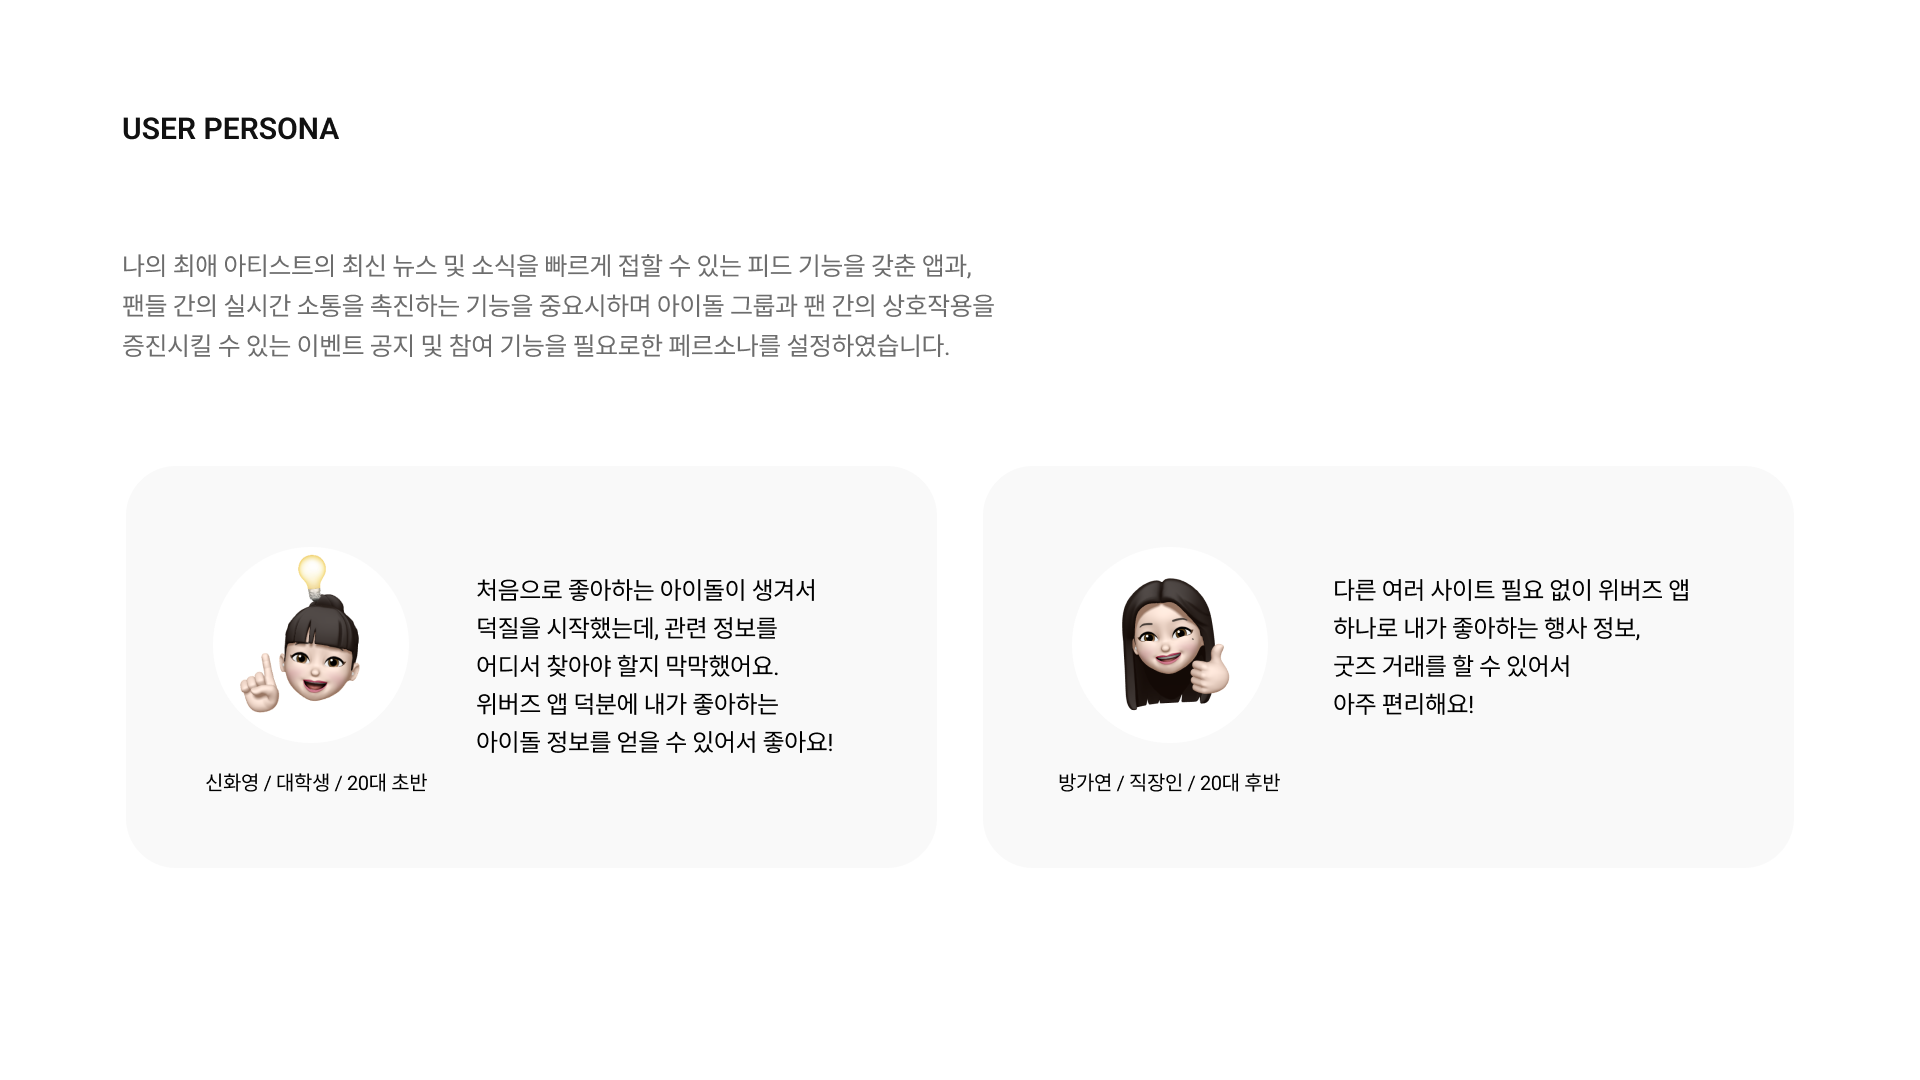 USER PERSONA
나의 최애 아티스트의 최신 뉴스 및 소식을 빠르게 접할 수 있는 피드 기능을 갖춘 앱과,
팬들 간의 실시간 소통을 촉진하는 기능을 중요시하며 아이돌 그룹과 팬 간의 상호작용을
증진시킬 수 있는 이벤트 공지 및 참여 기능을 필요로한 페르소나를 설정하였습니다.
처음으로 좋아하는 아이돌이 생겨서
덕질을 시작했는데, 관련 정보를
어디서 찾아야 할지 막막했어요.
위버즈 앱 덕분에 내가 좋아하는
아이돌 정보를 얻을 수 있어서 좋아요!
신화영 / 대학생 / 20대 초반
다른 여러 사이트 필요 없이 위버즈 앱
하나로 내가 좋아하는 행사 정보,
굿즈 거래를 할 수 있어서
아주 편리해요!
방가연 / 직장인 / 20대 후반